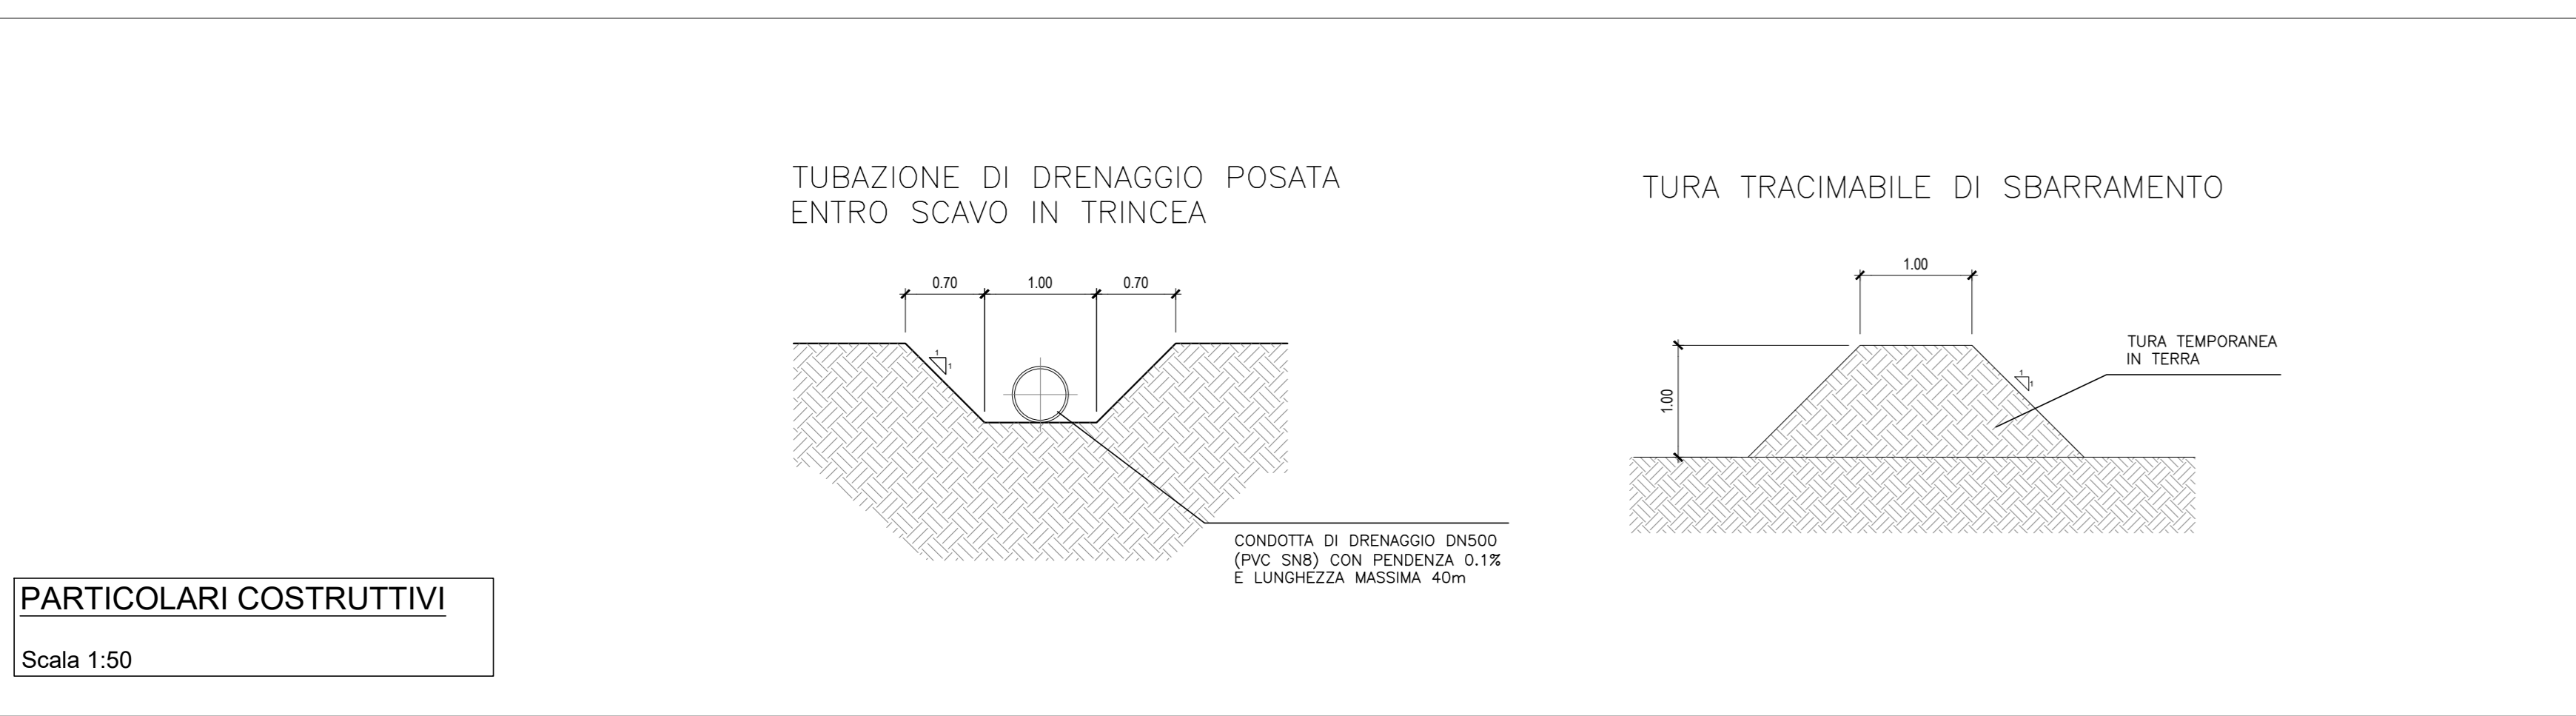 TUBAZIONE DI DRENAGGIO POSATA
ENTRO SCAVO IN TRINCEA
0.70
1.00
0.70
1
1
CONDOTTA DI DRENAGGIO DN500
(PVC SN8) CON PENDENZA 0.1%
E LUNGHEZZA MASSIMA 40m
TURA TRACIMABILE DI SBARRAMENTO
1.00
1.00
1
1
TURA TEMPORANEA
IN TERRA
PARTICOLARI COSTRUTTIVI
Scala 1:50